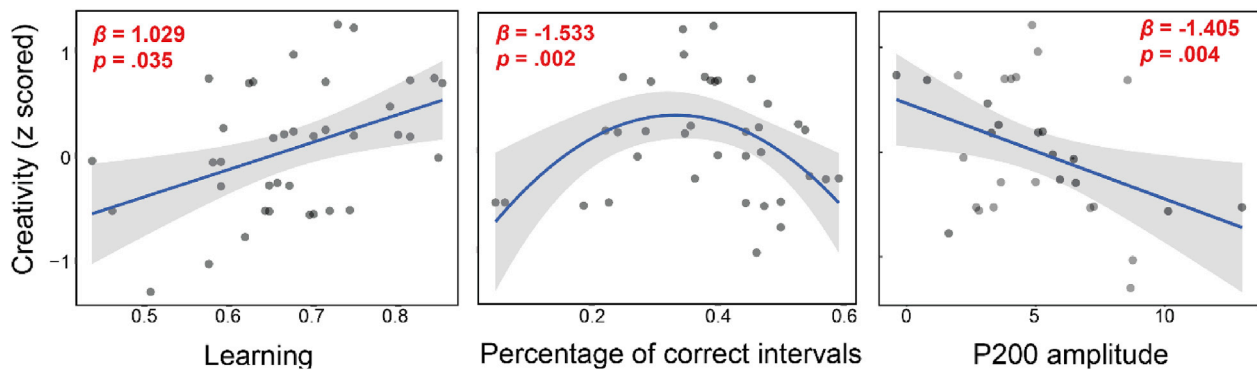 Creativity (z scored)
1
0
−1
β = 1.029
p = .035
0.5 0.6 0.7 0.8
Learning
β = -1.533
p = .002
0.2 0.4 0.6
Percentage of correct intervals
β = -1.405
p = .004
0 5 10
P200 amplitude